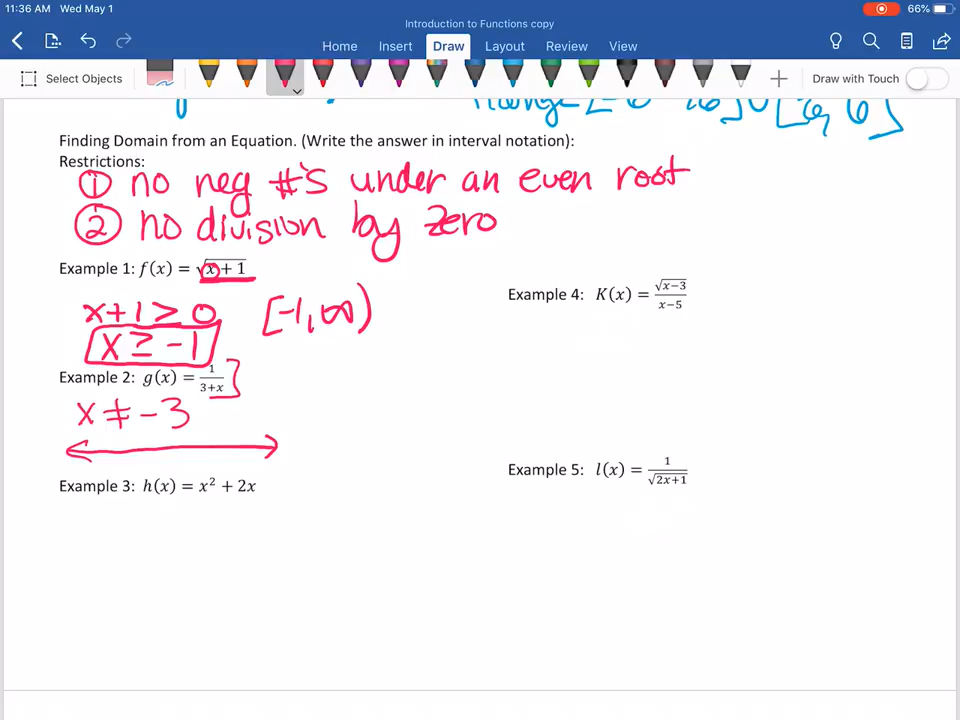 11:36 AM Wed May 1
66%
Introduction to Functions copy
Home Insert Draw Layout Review View
Select Objects
Draw with Touch
Finding Domain from an Equation. (Write the answer in interval notation):
Restrictions:
① no neg #'s under an even root
② no division by zero
Example 1: f(x) = √x + 1
x+1 ≥ 0 [-1, ∞)
x ≥ -1
Example 2: g(x) = 1/3+x ]
x ≠ -3
Example 3: h(x) = x² + 2x
Example 4: K(x) = √x−3/x−5
Example 5: l(x) = 1/√2x+1